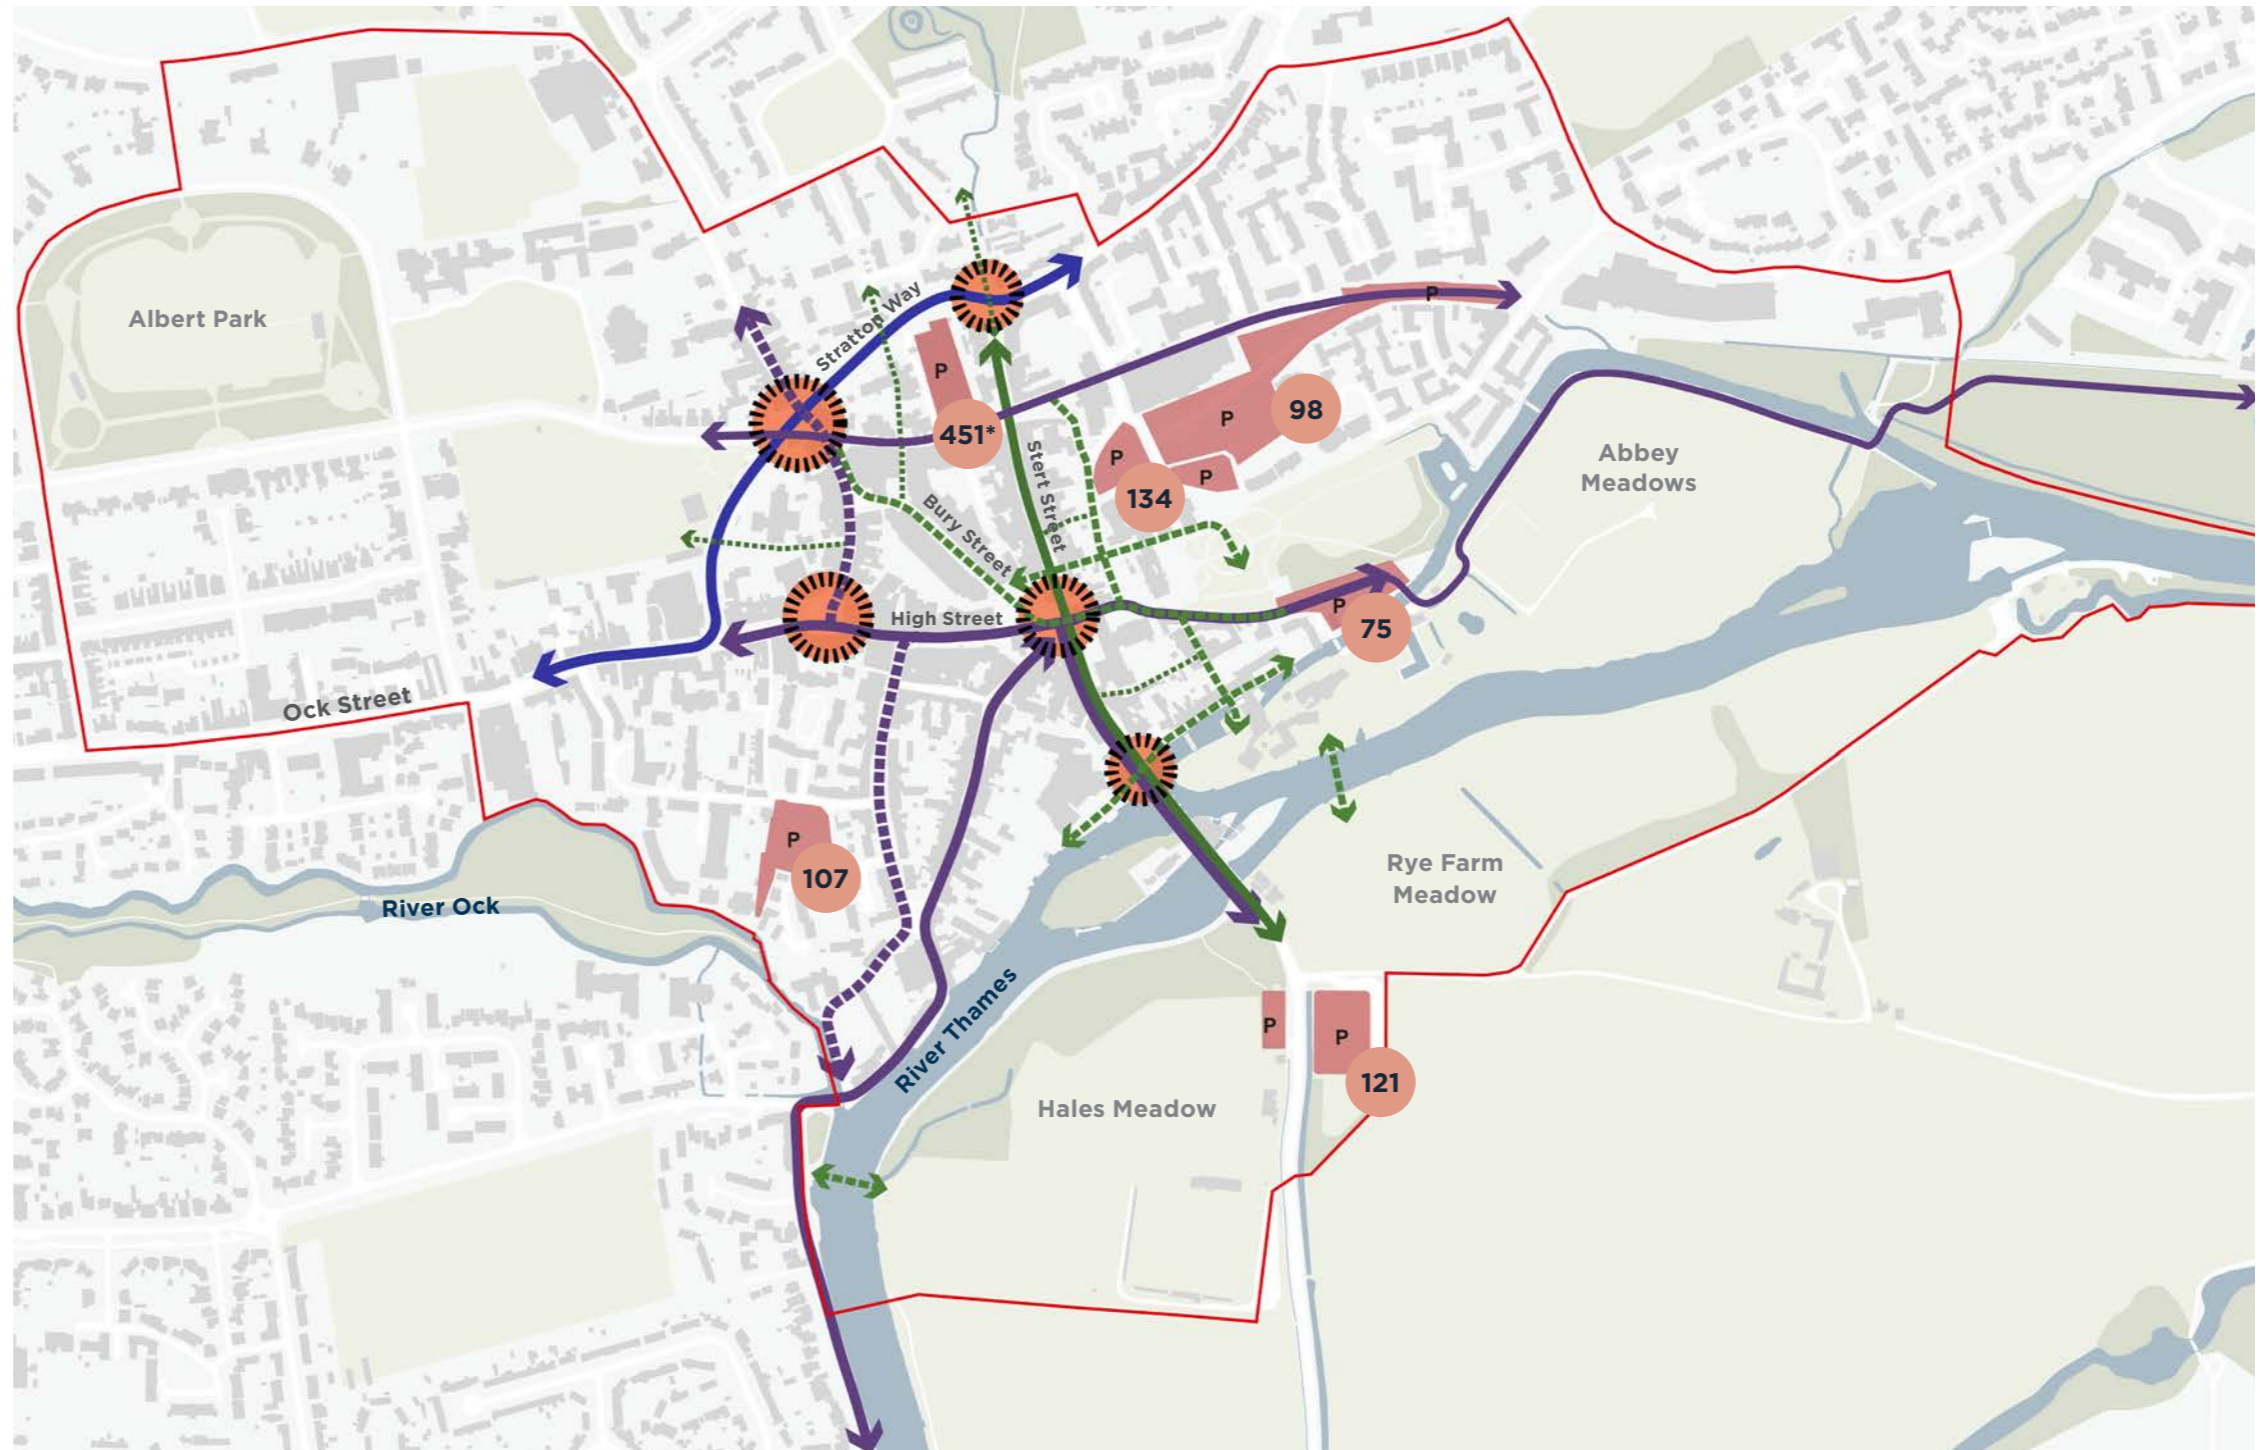 P
Albert Park
Stratton Way
P
98
P
451*
Stert Street
P
P
134
Abbey
Meadows
Bury Street
P
High Street
75
Ock Street
P
107
Rye Farm
Meadow
River Ock
River Thames
P
P
121
Hales Meadow